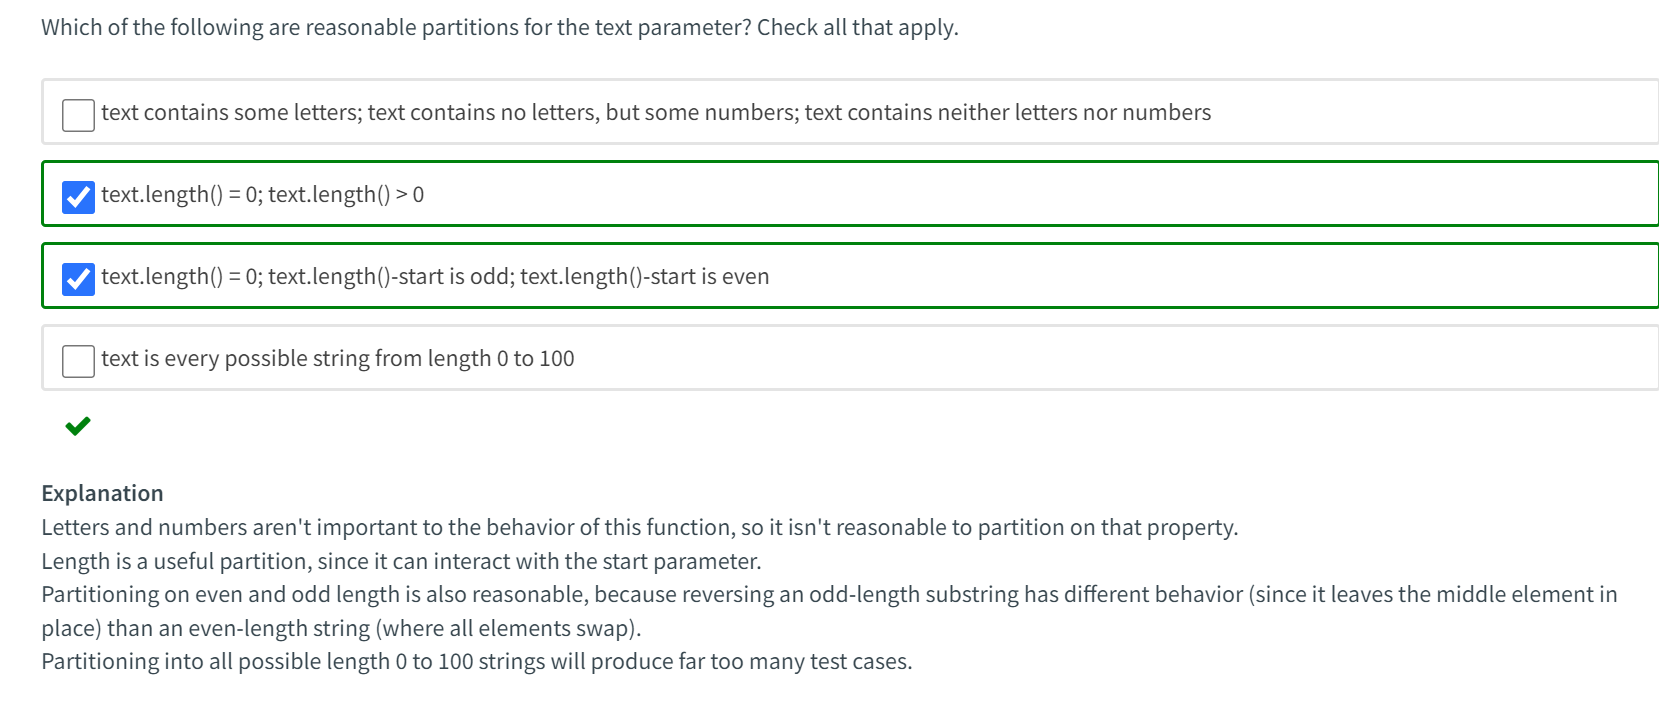 Which of the following are reasonable partitions for the text parameter? Check all that apply.
text contains some letters; text contains no letters, but some numbers; text contains neither letters nor numbers
text.length() = 0; text.length() > 0
text.length() = 0; text.length()-start is odd; text.length()-start is even
text is every possible string from length 0 to 100
Explanation
Letters and numbers aren't important to the behavior of this function, so it isn't reasonable to partition on that property.
Length is a useful partition, since it can interact with the start parameter.
Partitioning on even and odd length is also reasonable, because reversing an odd-length substring has different behavior (since it leaves the middle element in
place) than an even-length string (where all elements swap).
Partitioning into all possible length 0 to 100 strings will produce far too many test cases.